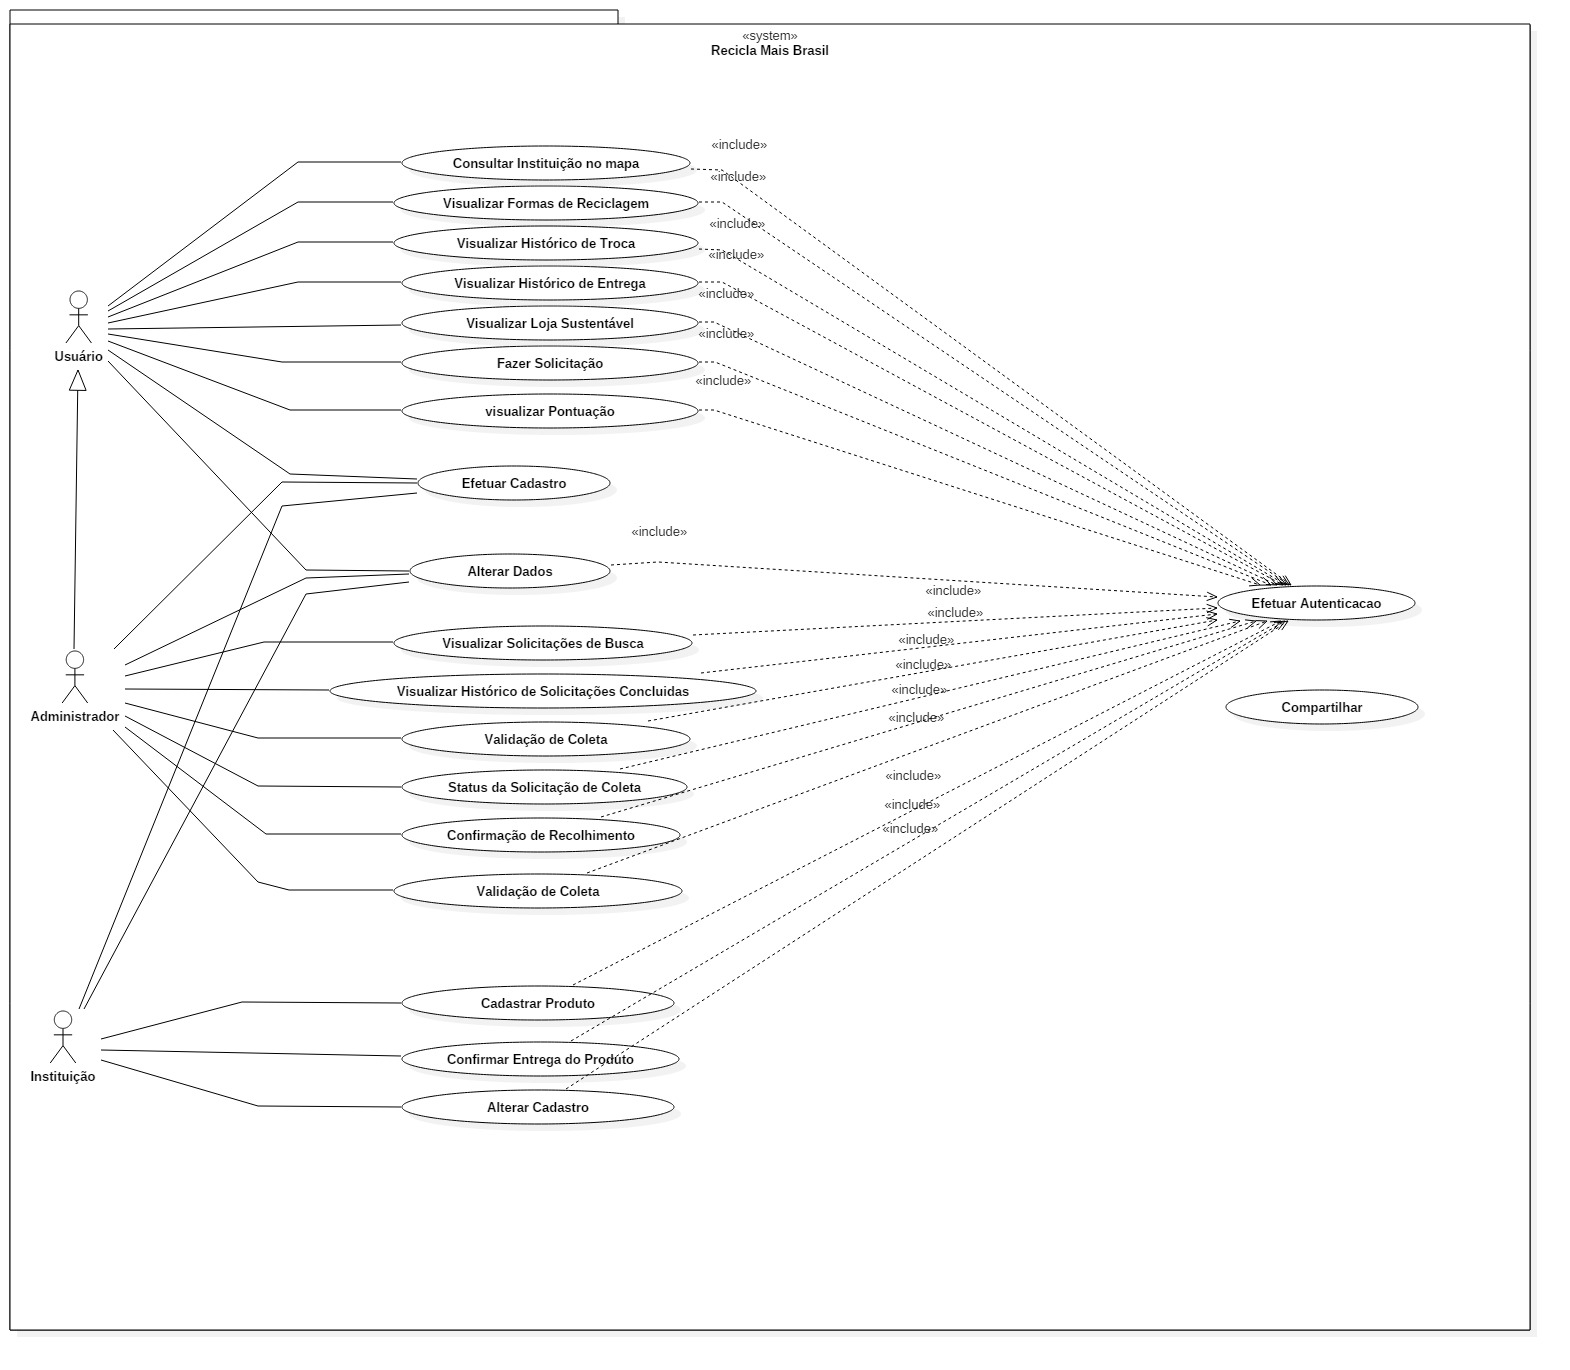 «system»
Recicla Mais Brasil
«include»
Consultar Instituição no mapa
«include»
Visualizar Formas de Reciclagem
«include»
Visualizar Histórico de Troca
«include»
Visualizar Histórico de Entrega
«include»
Visualizar Loja Sustentável
«include»
Usuário
Fazer Solicitação
«include»
visualizar Pontuação
Efetuar Cadastro
«include»
Alterar Dados
«include»
Efetuar Autenticacao
«include»
Visualizar Solicitações de Busca
«include»
«include»
Visualizar Histórico de Solicitações Concluidas
«include»
Compartilhar
Administrador
«include»
Validação de Coleta
«include»
Status da Solicitação de Coleta
«include»
«include»
Confirmação de Recolhimento
Validação de Coleta
Cadastrar Produto
Confirmar Entrega do Produto
Instituição
Alterar Cadastro